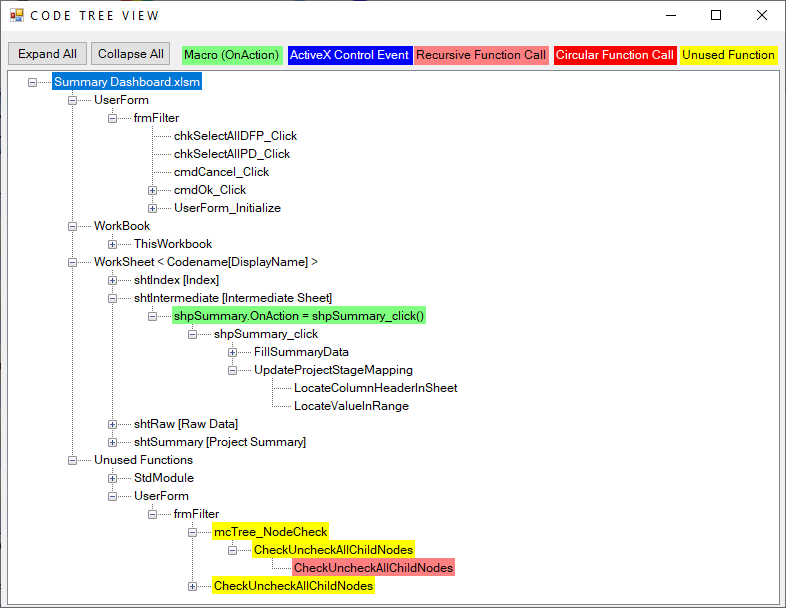 CODE TREE VIEW
Expand All Collapse All Macro (OnAction) ActiveX Control Event Recursive Function Call Circular Function Call Unused Function
Summary Dashboard.xlsm
UserForm
frmFilter
chkSelectAllDFP_Click
chkSelectAllPD_Click
cmdCancel_Click
cmdOk_Click
UserForm_Initialize
WorkBook
ThisWorkbook
WorkSheet < Codename[DisplayName] >
shtIndex [Index]
shtIntermediate [Intermediate Sheet]
shpSummary.OnAction = shpSummary_click()
shpSummary_click
FillSummaryData
UpdateProjectStageMapping
LocateColumnHeaderInSheet
LocateValueInRange
shtRaw [Raw Data]
shtSummary [Project Summary]
Unused Functions
StdModule
UserForm
frmFilter
mcTree_NodeCheck
CheckUncheckAllChildNodes
CheckUncheckAllChildNodes
CheckUncheckAllChildNodes